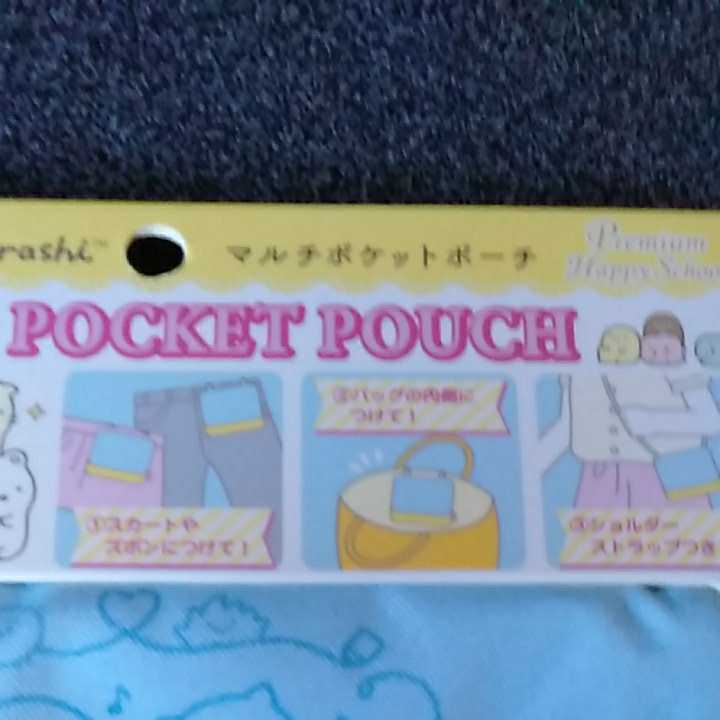 rashi™
マルチポケットポーチ
Premium
Happy School
POCKET POUCH
②バッグの内側に
つけて！
①スカートや
ズボンにつけて！
③ショルダー
ストラップつき